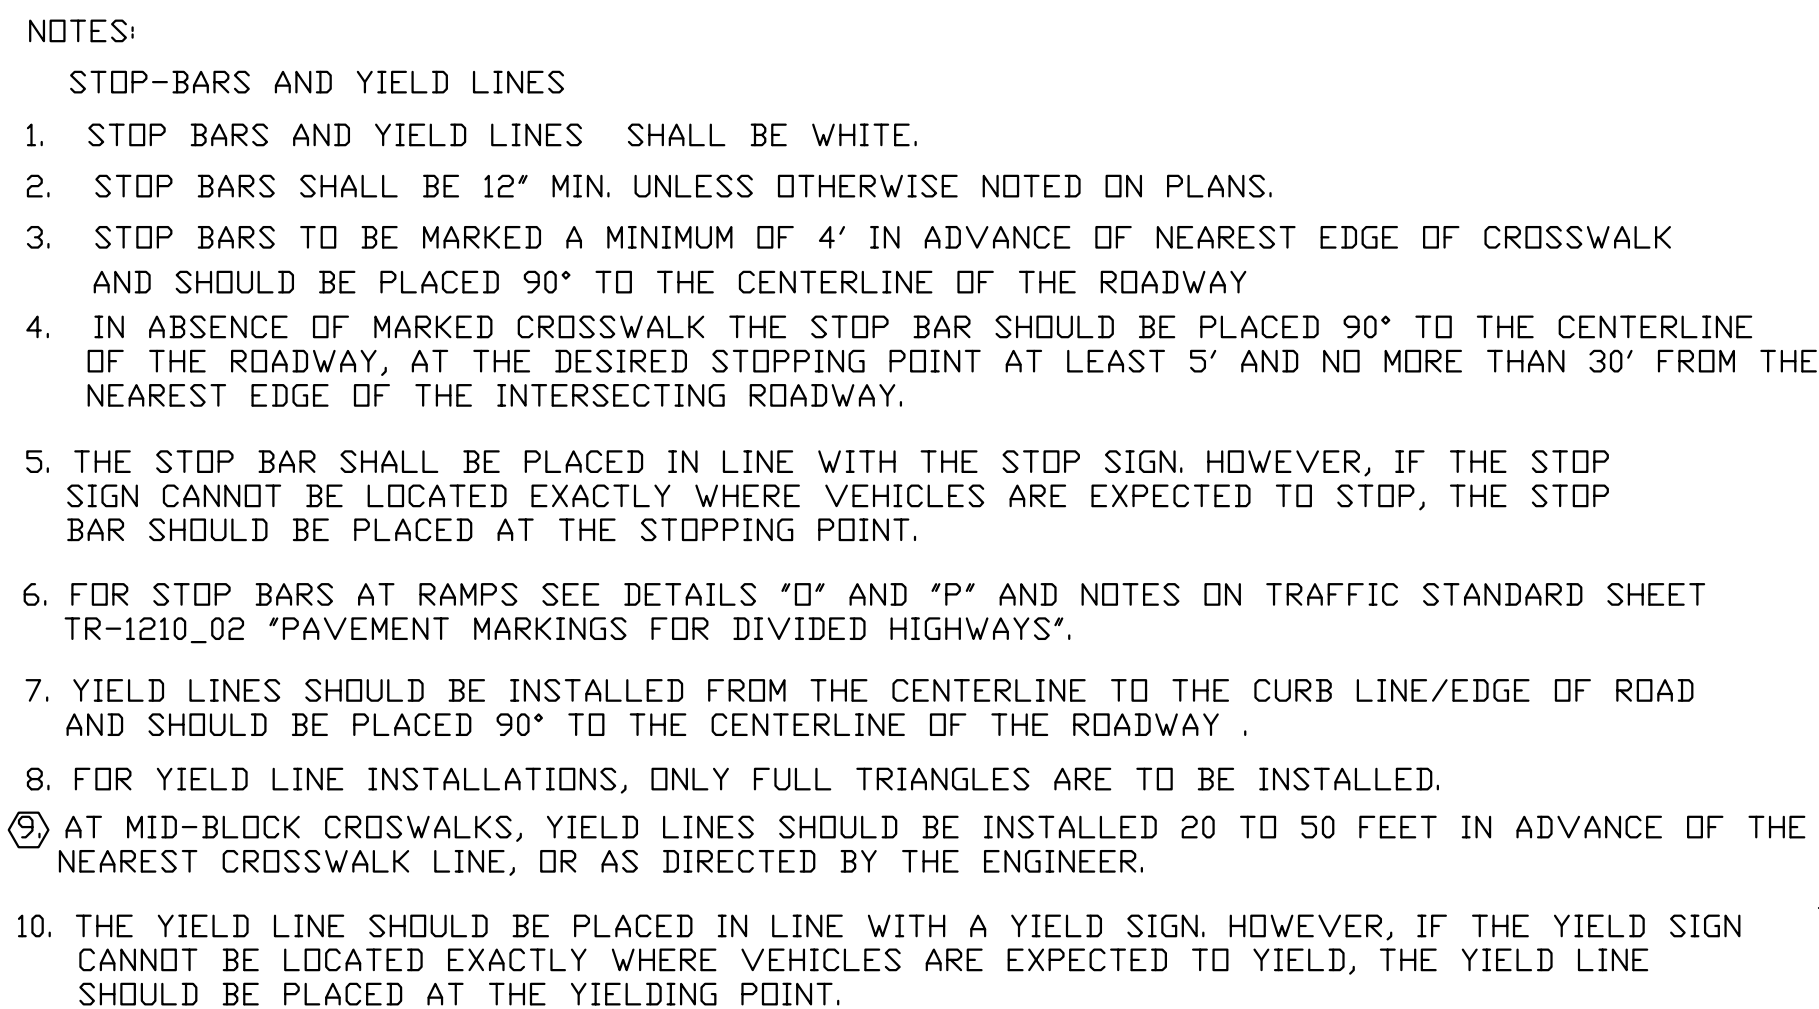 NOTES:
STOP-BARS AND YIELD LINES
1. STOP BARS AND YIELD LINES SHALL BE WHITE.
2. STOP BARS SHALL BE 12" MIN. UNLESS OTHERWISE NOTED ON PLANS.
3. STOP BARS TO BE MARKED A MINIMUM OF 4' IN ADVANCE OF NEAREST EDGE OF CROSSWALK
AND SHOULD BE PLACED 90° TO THE CENTERLINE OF THE ROADWAY
4. IN ABSENCE OF MARKED CROSSWALK THE STOP BAR SHOULD BE PLACED 90° TO THE CENTERLINE
OF THE ROADWAY, AT THE DESIRED STOPPING POINT AT LEAST 5' AND NO MORE THAN 30' FROM THE
NEAREST EDGE OF THE INTERSECTING ROADWAY.
5. THE STOP BAR SHALL BE PLACED IN LINE WITH THE STOP SIGN. HOWEVER, IF THE STOP
SIGN CANNOT BE LOCATED EXACTLY WHERE VEHICLES ARE EXPECTED TO STOP, THE STOP
BAR SHOULD BE PLACED AT THE STOPPING POINT.
6. FOR STOP BARS AT RAMPS SEE DETAILS "O" AND "P" AND NOTES ON TRAFFIC STANDARD SHEET
TR-1210_02 "PAVEMENT MARKINGS FOR DIVIDED HIGHWAYS".
7. YIELD LINES SHOULD BE INSTALLED FROM THE CENTERLINE TO THE CURB LINE/EDGE OF ROAD
AND SHOULD BE PLACED 90° TO THE CENTERLINE OF THE ROADWAY .
8. FOR YIELD LINE INSTALLATIONS, ONLY FULL TRIANGLES ARE TO BE INSTALLED.
9. AT MID-BLOCK CROSWALKS, YIELD LINES SHOULD BE INSTALLED 20 TO 50 FEET IN ADVANCE OF THE
NEAREST CROSSWALK LINE, OR AS DIRECTED BY THE ENGINEER.
10. THE YIELD LINE SHOULD BE PLACED IN LINE WITH A YIELD SIGN. HOWEVER, IF THE YIELD SIGN
CANNOT BE LOCATED EXACTLY WHERE VEHICLES ARE EXPECTED TO YIELD, THE YIELD LINE
SHOULD BE PLACED AT THE YIELDING POINT.